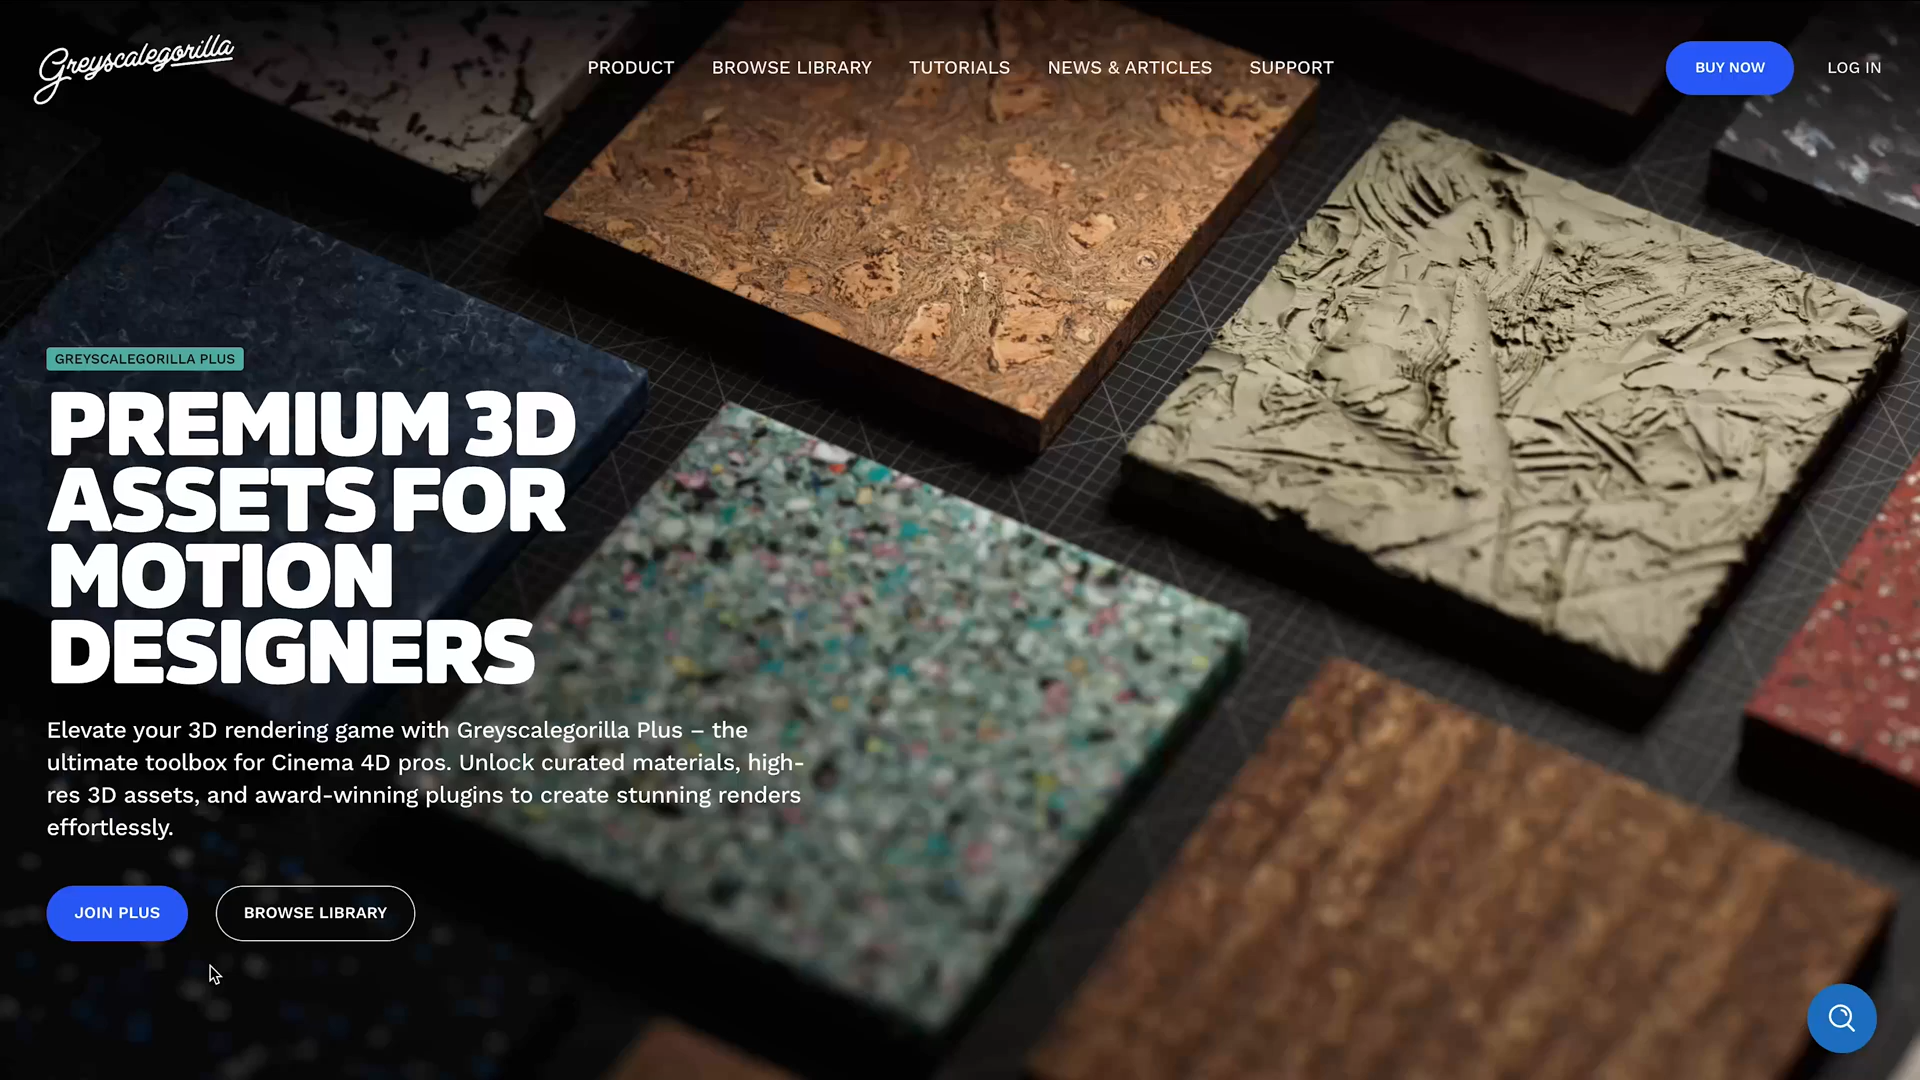 Greyscalegorilla
PRODUCT
BROWSE LIBRARY
TUTORIALS
NEWS & ARTICLES
SUPPORT
BUY NOW
LOG IN
GREYSCALEGORILLA PLUS
PREMIUM 3D
ASSETS FOR
MOTION
DESIGNERS
Elevate your 3D rendering game with Greyscalegorilla Plus – the
ultimate toolbox for Cinema 4D pros. Unlock curated materials, high-
res 3D assets, and award-winning plugins to create stunning renders
effortlessly.
JOIN PLUS
BROWSE LIBRARY